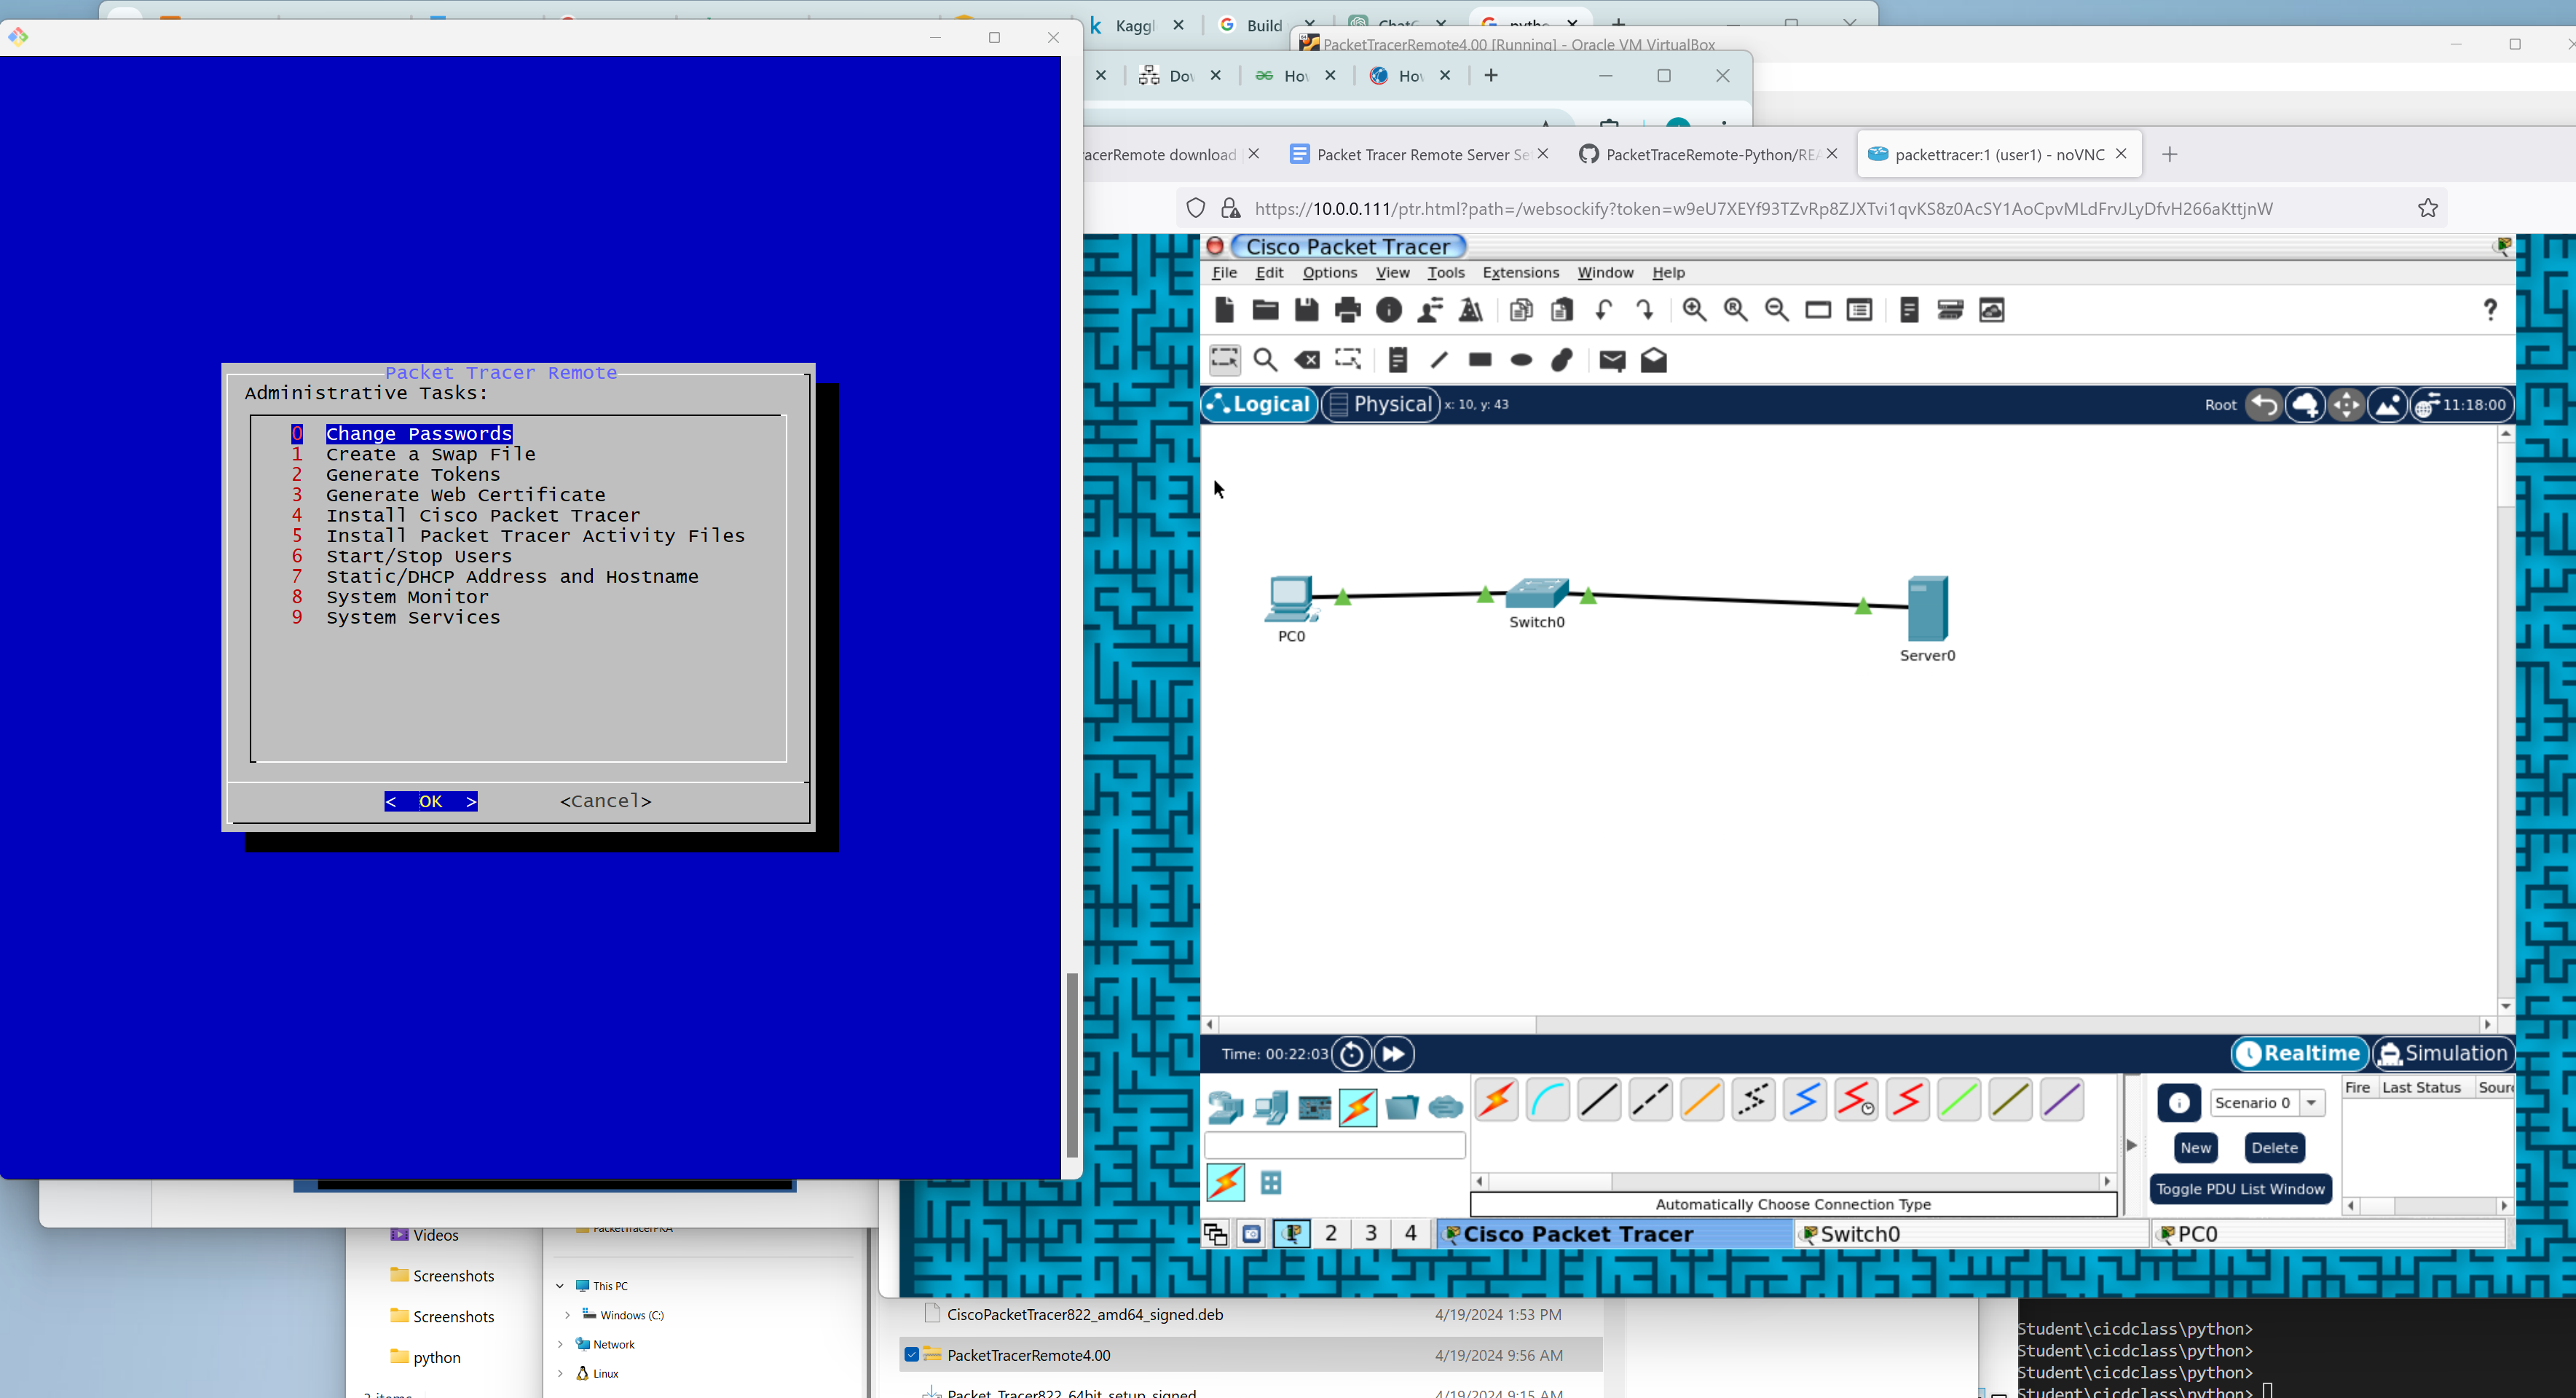 Kaggl
Build
PacketTracerRemote4.00 [Running] - Oracle VM VirtualBox
Do
Ho
Ho
acerRemote download
Packet Tracer Remote Server Se
PacketTraceRemote-Python/REA
packettracer:1 (user1) - noVNC
https://10.0.0.111/ptr.html?path=/websockify?token=w9eU7XEYf93TZvRp8ZJXTvi1qvKS8z0AcSY1AoCpvMLdFrvJLyDfvH266aKttjnW
Packet Tracer Remote
Administrative Tasks:
0 Change Passwords
1 Create a Swap File
2 Generate Tokens
3 Generate Web Certificate
4 Install Cisco Packet Tracer
5 Install Packet Tracer Activity Files
6 Start/Stop Users
7 Static/DHCP Address and Hostname
8 System Monitor
9 System Services
< OK > <Cancel>
Cisco Packet Tracer
File Edit Options View Tools Extensions Window Help
Logical Physical x: 10, y: 43 Root 11:18:00
PC0
Switch0
Server0
Time: 00:22:03 Realtime Simulation
Scenario 0
Fire Last Status Sour
New Delete
Toggle PDU List Window
Automatically Choose Connection Type
2 3 4 Cisco Packet Tracer Switch0 PC0
Videos
Screenshots
Screenshots
python
This PC
Windows (C:)
Network
Linux
CiscoPacketTracer822_amd64_signed.deb 4/19/2024 1:53 PM
PacketTracerRemote4.00 4/19/2024 9:56 AM
Packet_Tracer822_64bit_setup_signed 4/19/2024 9:15 AM
Student\cicdclass\python>
Student\cicdclass\python>
Student\cicdclass\python>
Student\cicdclass\python>